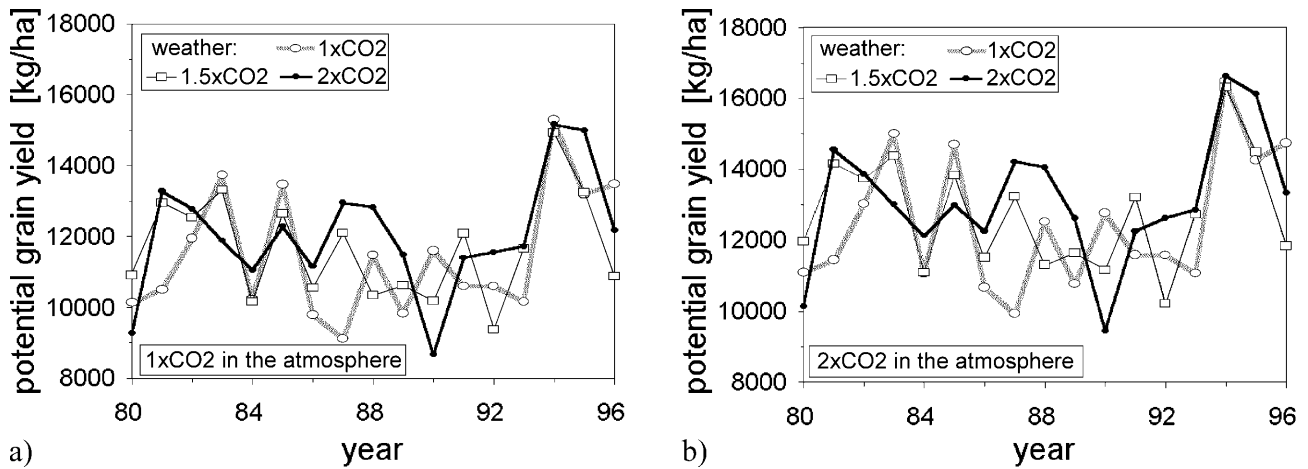 potential grain yield [kg/ha]
18000
16000
14000
12000
10000
8000
weather:
1xCO2
1.5xCO2
2xCO2
1xCO2 in the atmosphere
80
84
88
92
96
year
a)
potential grain yield [kg/ha]
18000
16000
14000
12000
10000
8000
weather:
1xCO2
1.5xCO2
2xCO2
2xCO2 in the atmosphere
80
84
88
92
96
year
b)